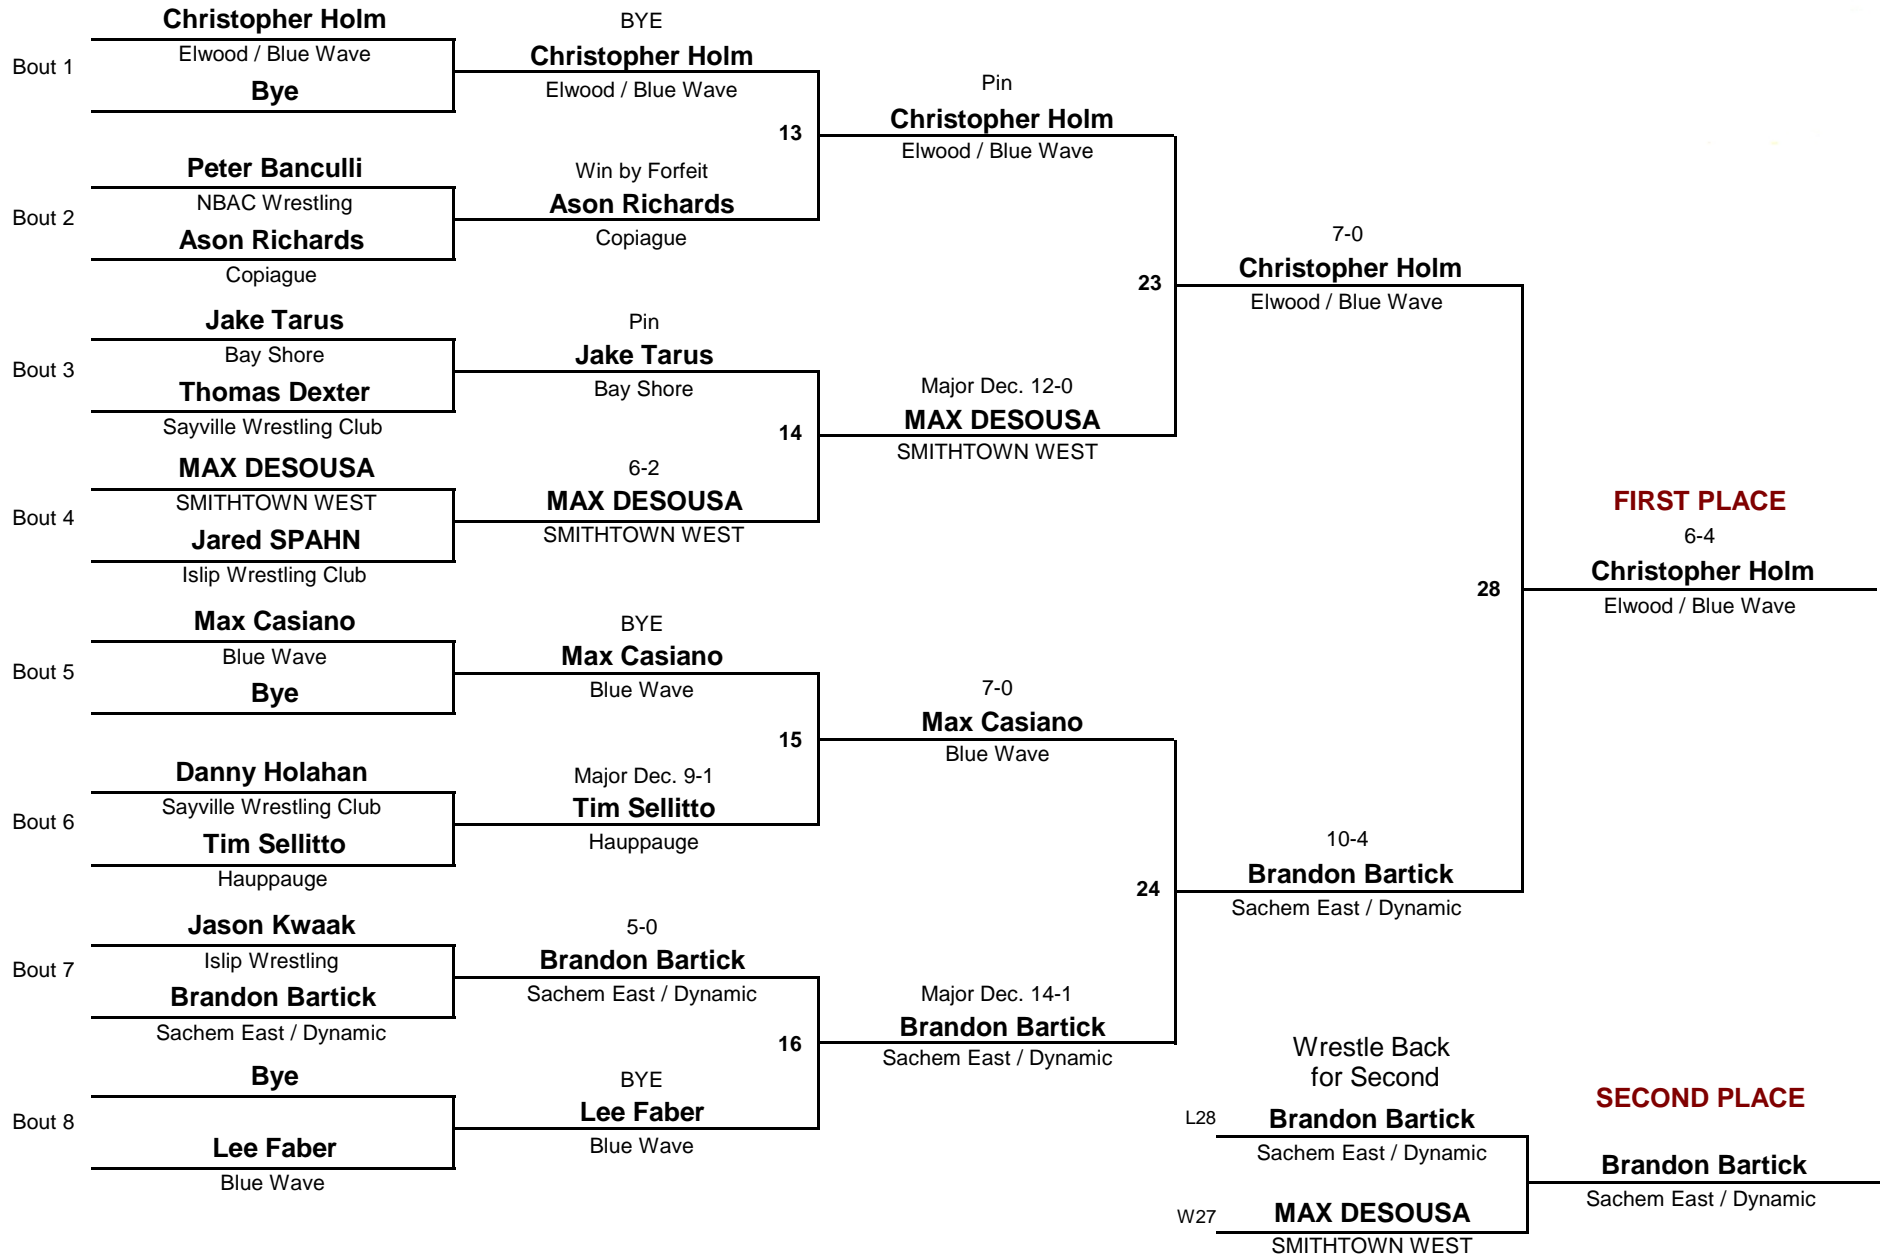 Christopher Holm
Bout 1
Elwood / Blue Wave
Bye
Peter Banculli
Bout 2
NBAC Wrestling
Ason Richards
Copiague
Jake Tarus
Bout 3
Bay Shore
Thomas Dexter
Sayville Wrestling Club
MAX DESOUSA
Bout 4
SMITHTOWN WEST
Jared SPAHN
Islip Wrestling Club
Max Casiano
Bout 5
Blue Wave
Bye
Danny Holahan
Bout 6
Sayville Wrestling Club
Tim Sellitto
Hauppauge
Jason Kwaak
Bout 7
Islip Wrestling
Brandon Bartick
Sachem East / Dynamic
Bye
Bout 8
Lee Faber
Blue Wave
BYE
Christopher Holm
Elwood / Blue Wave
13
Win by Forfeit
Ason Richards
Copiague
Pin
Jake Tarus
Bay Shore
14
6-2
MAX DESOUSA
SMITHTOWN WEST
BYE
Max Casiano
Blue Wave
15
Major Dec. 9-1
Tim Sellitto
Hauppauge
5-0
Brandon Bartick
Sachem East / Dynamic
16
BYE
Lee Faber
Blue Wave
Pin
Christopher Holm
Elwood / Blue Wave
23
Major Dec. 12-0
MAX DESOUSA
SMITHTOWN WEST
7-0
Max Casiano
Blue Wave
24
Major Dec. 14-1
Brandon Bartick
Sachem East / Dynamic
7-0
Christopher Holm
Elwood / Blue Wave
28
10-4
Brandon Bartick
Sachem East / Dynamic
FIRST PLACE
6-4
Christopher Holm
Elwood / Blue Wave
Wrestle Back
for Second
L28
Brandon Bartick
Sachem East / Dynamic
W27
MAX DESOUSA
SMITHTOWN WEST
SECOND PLACE
Brandon Bartick
Sachem East / Dynamic